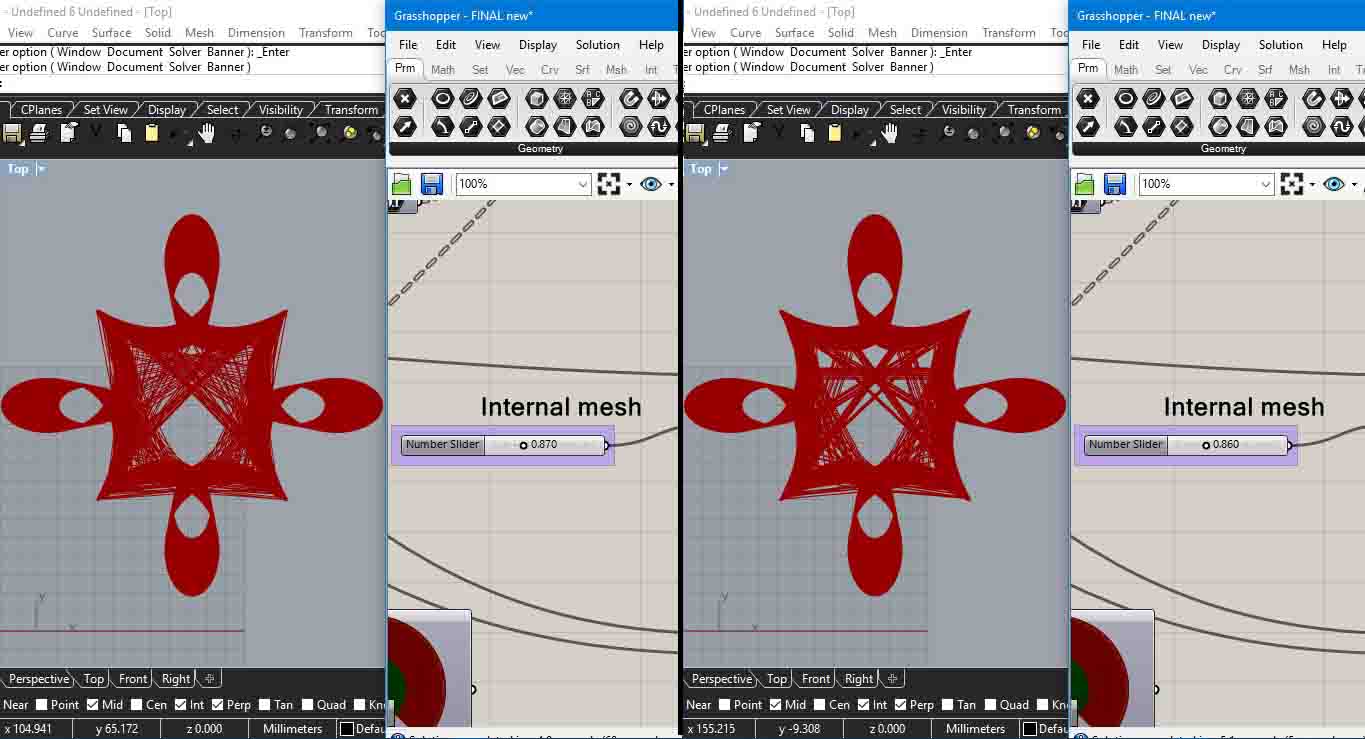 - Undefined 6 Undefined - [Top]
View Curve Surface Solid Mesh Dimension Transform
er option ( Window Document Solver Banner ): _Enter
er option ( Window Document Solver Banner )
:
CPlanes Set View Display Select Visibility Transform
Top
Perspective Top Front Right
Near Point Mid Cen Int Perp Tan Quad
x 104.941 y 65.172 z 0.000 Millimeters
Grasshopper - FINAL new*
File Edit View Display Solution Help
Prm Math Set Vec Crv Srf Msh Int
Geometry
100%
Internal mesh
Number Slider 0.870
- Undefined 6 Undefined - [Top]
View Curve Surface Solid Mesh Dimension Transform
er option ( Window Document Solver Banner ): _Enter
er option ( Window Document Solver Banner )
:
CPlanes Set View Display Select Visibility Transform
Top
y
x
Perspective Top Front Right
Near Point Mid Cen Int Perp Tan Quad
x 155.215 y -9.308 z 0.000 Millimeters
Grasshopper - FINAL new*
File Edit View Display Solution Help
Prm Math Set Vec Crv Srf Msh Int
Geometry
100%
Internal mesh
Number Slider 0.860